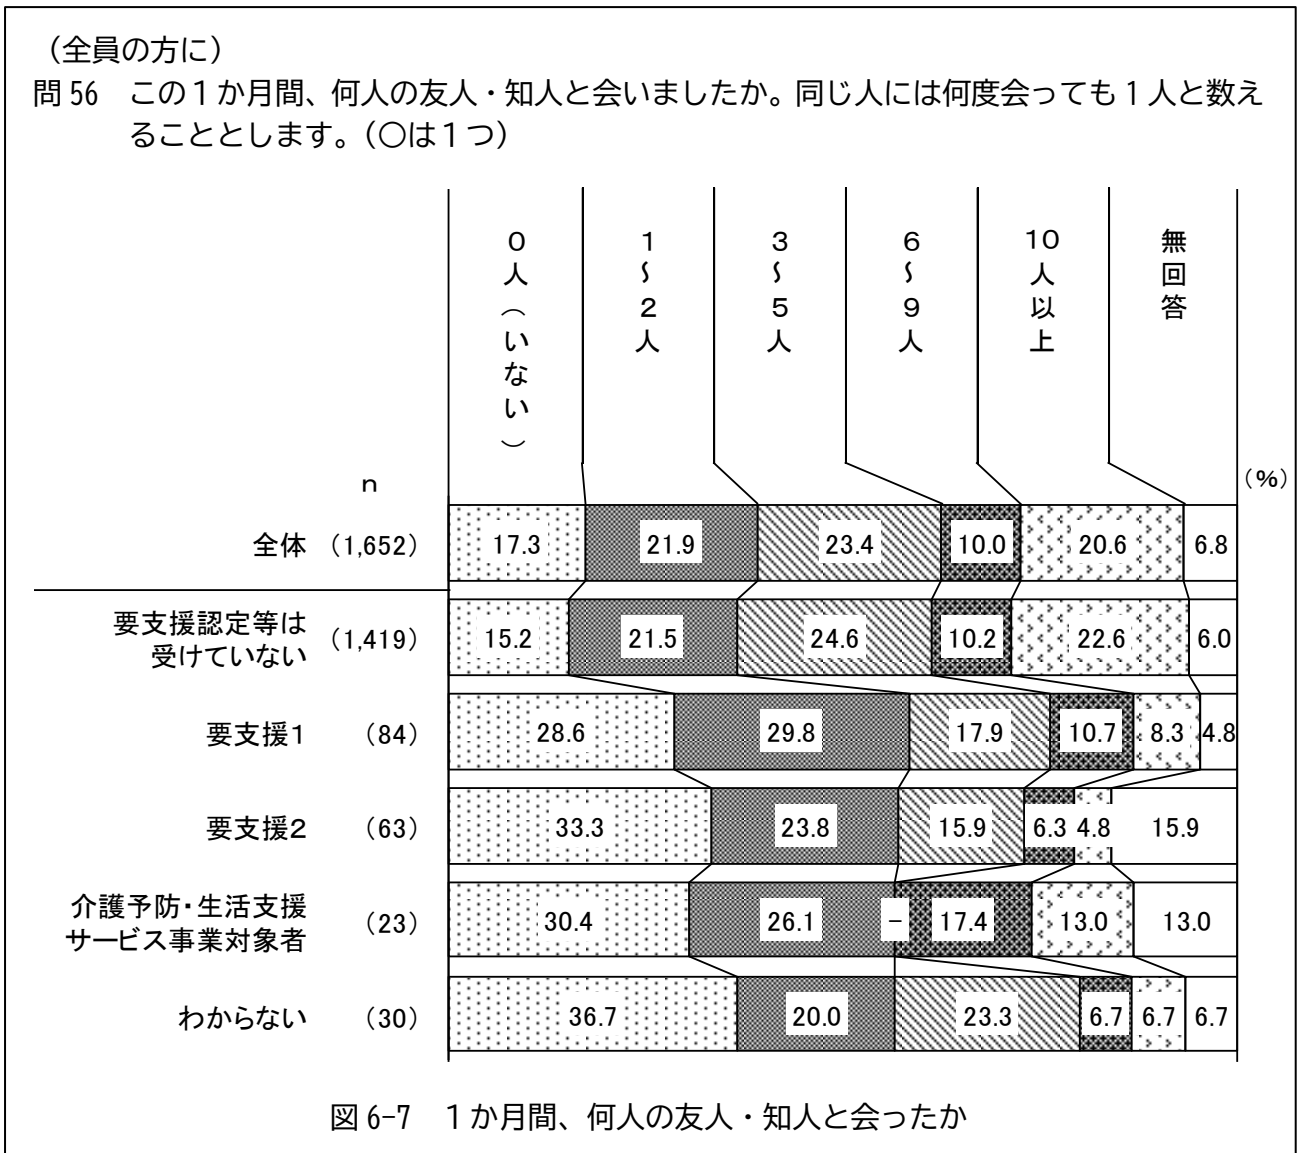 （全員の方に）
問56　この１か月間、何人の友人・知人と会いましたか。同じ人には何度会っても１人と数え
ることとします。（○は１つ）
０人（いない）
１～２人
３～５人
６～９人
10人以上
無回答
n
（％）
全体 （1,652） 17.3 21.9 23.4 10.0 20.6 6.8
要支援認定等は
受けていない （1,419） 15.2 21.5 24.6 10.2 22.6 6.0
要支援１ （84） 28.6 29.8 17.9 10.7 8.3 4.8
要支援２ （63） 33.3 23.8 15.9 6.3 4.8 15.9
介護予防・生活支援
サービス事業対象者 （23） 30.4 26.1 － 17.4 13.0 13.0
わからない （30） 36.7 20.0 23.3 6.7 6.7 6.7
図6-7　１か月間、何人の友人・知人と会ったか